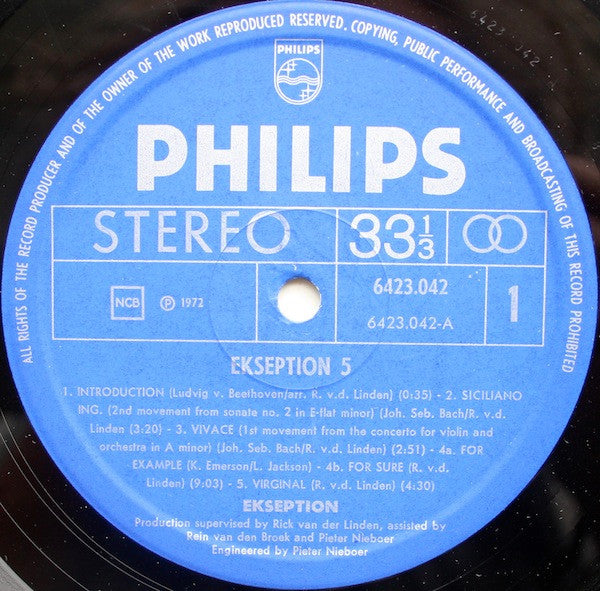 ALL RIGHTS OF THE RECORD PRODUCER AND OF THE OWNER OF THE WORK REPRODUCED RESERVED. COPYING, PUBLIC PERFORMANCE AND BROADCASTING OF THIS RECORD PROHIBITED
PHILIPS
PHILIPS
STEREO 33⅓
NCB ℗ 1972 6423.042 1
6423.042-A
EKSEPTION 5
1. INTRODUCTION (Ludvig v. Beethoven/arr. R. v.d. Linden) (0:35) - 2. SICILIANO
ING. (2nd movement from sonate no. 2 in E-flat minor) (Joh. Seb. Bach/R. v.d.
Linden (3:20) - 3. VIVACE (1st movement from the concerto for violin and
orchestra in A minor) (Joh. Seb. Bach/R. v.d. Linden) (2:51) - 4a. FOR
EXAMPLE (K. Emerson/L. Jackson) - 4b. FOR SURE (R. v.d.
Linden) (9:03) - 5. VIRGINAL (R. v.d. Linden) (4:30)
EKSEPTION
Production supervised by Rick van der Linden, assisted by
Rein van den Broek and Pieter Nieboer
Engineered by Pieter Nieboer